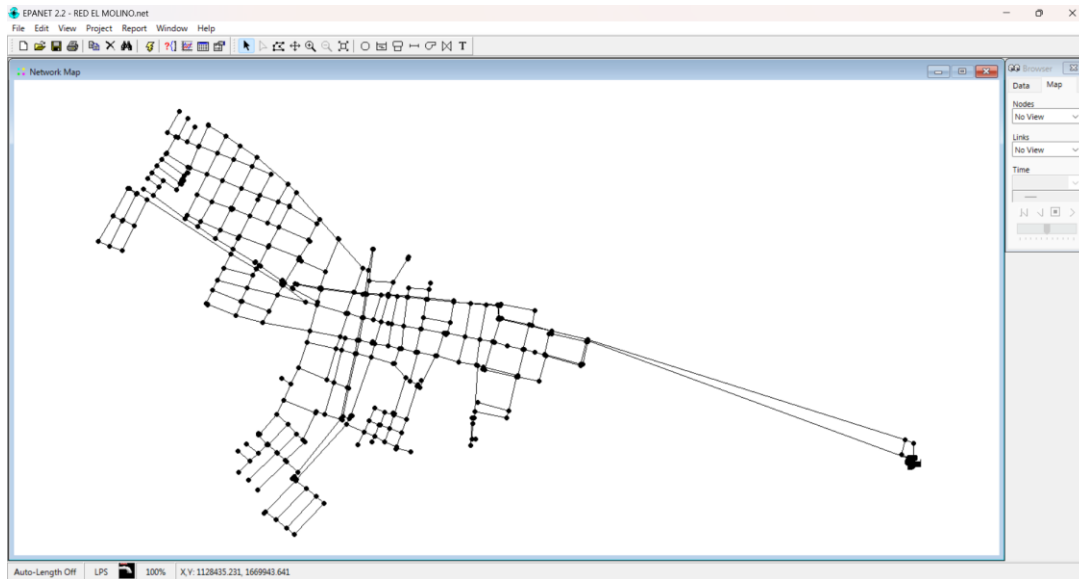 EPANET 2.2 - RED EL MOLINO.net
File Edit View Project Report Window Help
Network Map
Browser
Data Map
Nodes
No View
Links
No View
Time
Auto-Length Off LPS 100% X,Y: 1128435.231, 1669943.641